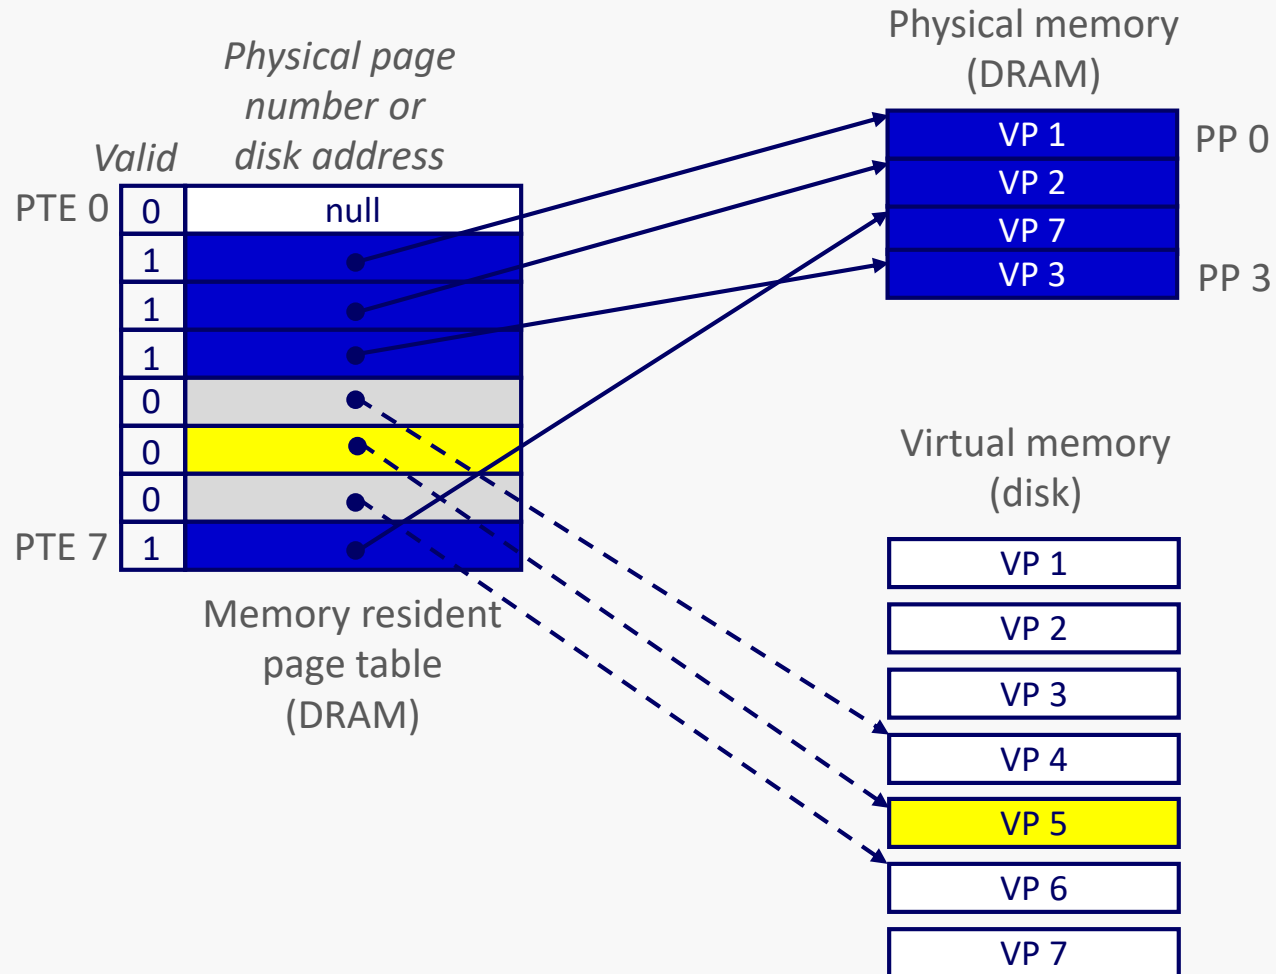 Physical page
number or
disk address
Valid
PTE 0
0
null
1
1
1
0
0
0
PTE 7
1
Memory resident
page table
(DRAM)
Physical memory
(DRAM)
VP 1
PP 0
VP 2
VP 7
VP 3
PP 3
Virtual memory
(disk)
VP 1
VP 2
VP 3
VP 4
VP 5
VP 6
VP 7